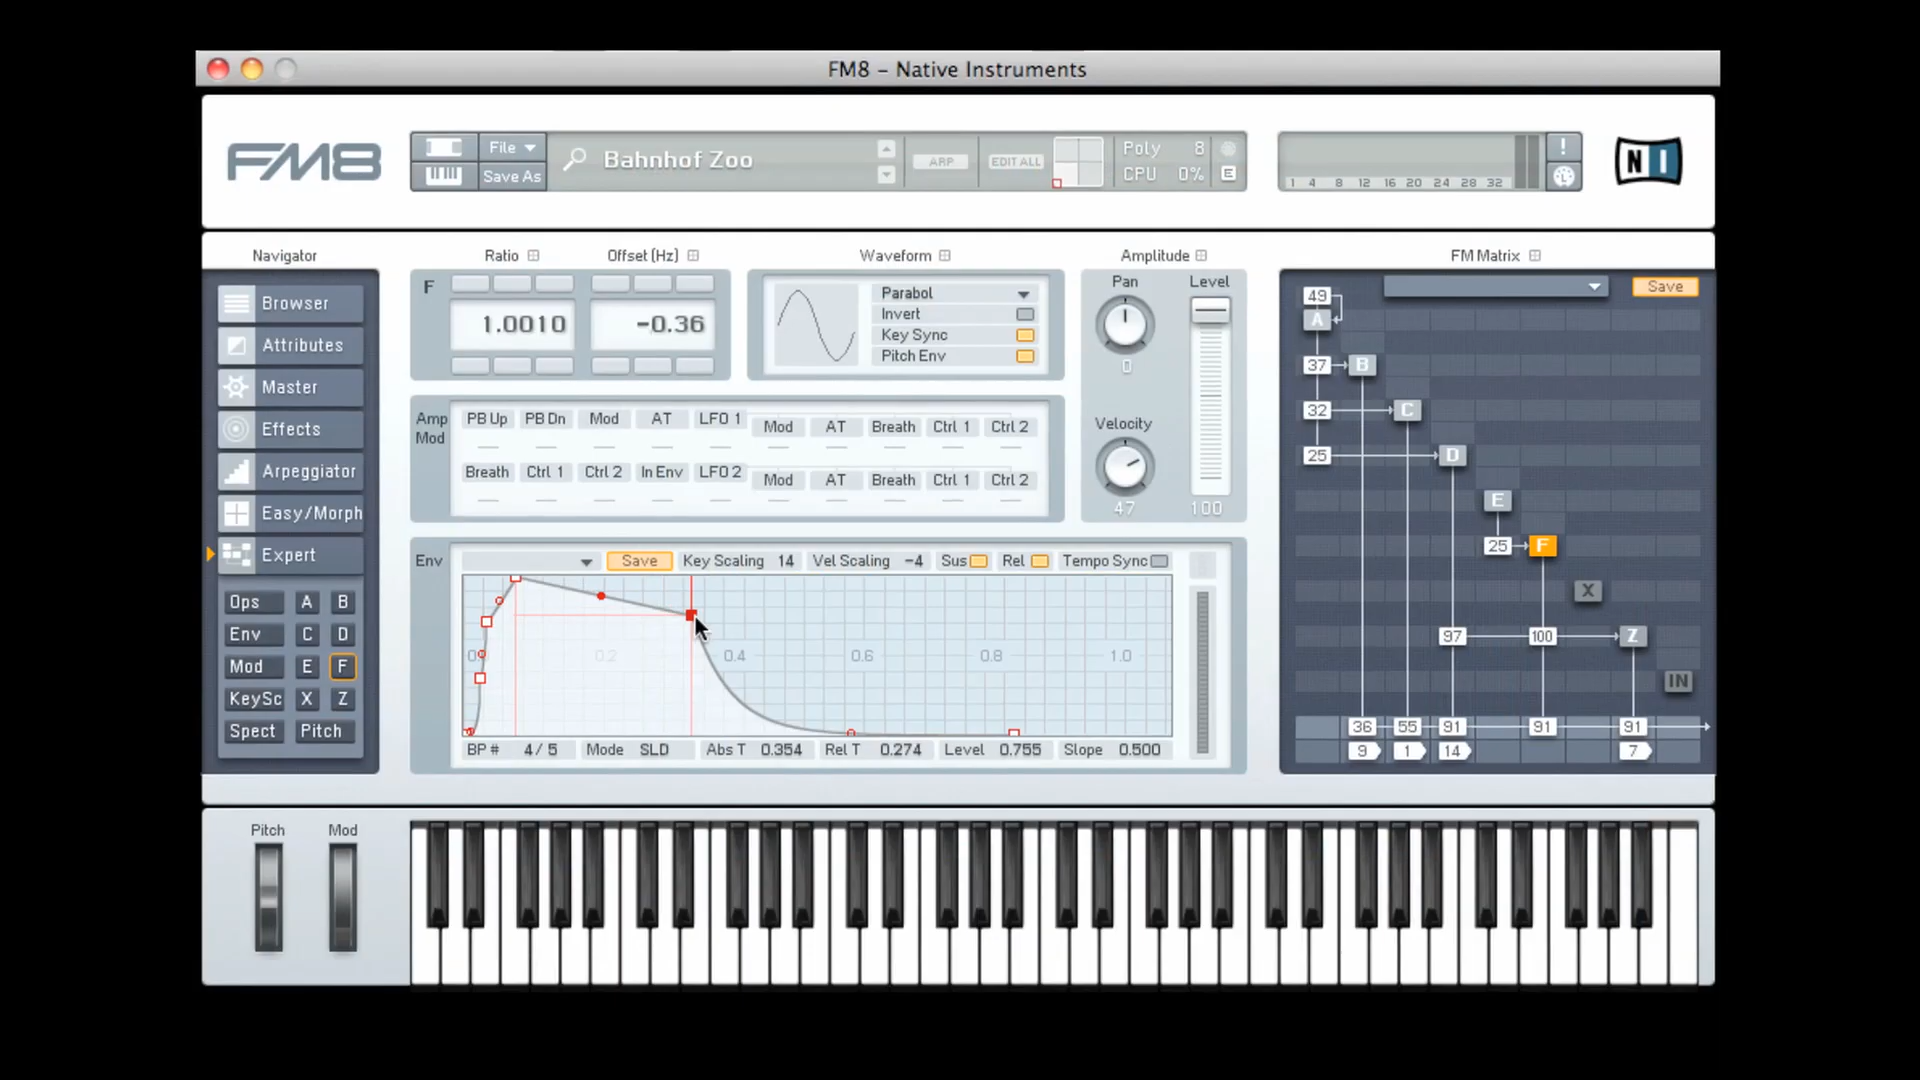 FM8 – Native Instruments
FM8
File
Save As
Bahnhof Zoo
ARP
EDIT ALL
Poly 8
CPU 0%
E
1 4 8 12 16 20 24 28 32
!
NI
Navigator
Browser
Attributes
Master
Effects
Arpeggiator
Easy/Morph
Expert
Ops A B
Env C D
Mod E F
KeySc X Z
Spect Pitch
Ratio
Offset (Hz)
F
1.0010
-0.36
Waveform
Parabol
Invert
Key Sync
Pitch Env
Amplitude
Pan
0
Level
Velocity
47
100
Amp Mod
PB Up PB Dn Mod AT LFO 1 Mod AT Breath Ctrl 1 Ctrl 2
Breath Ctrl 1 Ctrl 2 In Env LFO 2 Mod AT Breath Ctrl 1 Ctrl 2
Env
Save Key Scaling 14 Vel Scaling -4 Sus Rel Tempo Sync
0.2 0.4 0.6 0.8 1.0
BP # 4 / 5 Mode SLD Abs T 0.354 Rel T 0.274 Level 0.755 Slope 0.500
FM Matrix
Save
49
A
37 B
32 C
25 D
E
25 F
X
97 100 Z
IN
36 55 91 91 91
9 1 14 7
Pitch Mod